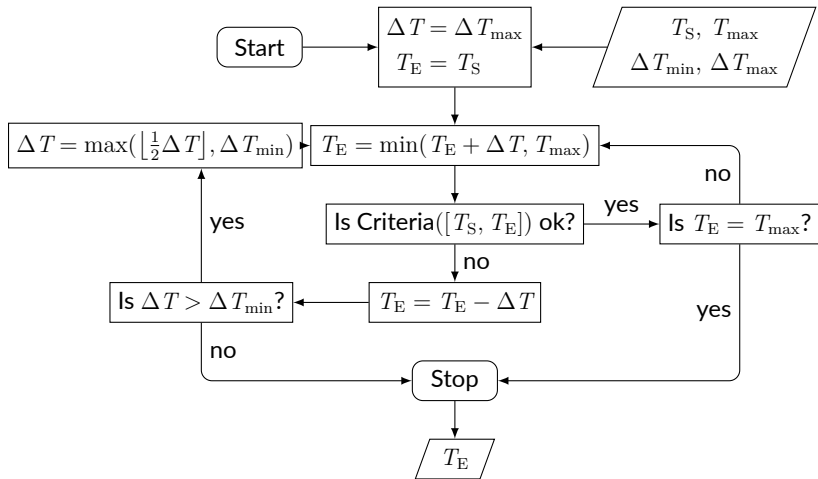 Start
ΔT = ΔT_max
T_E = T_S
T_S, T_max
ΔT_min, ΔT_max
ΔT = max(⌊½ΔT⌋, ΔT_min)
T_E = min(T_E + ΔT, T_max)
no
yes
Is Criteria([T_S, T_E]) ok?
yes
Is T_E = T_max?
no
Is ΔT > ΔT_min?
T_E = T_E − ΔT
yes
no
Stop
T_E